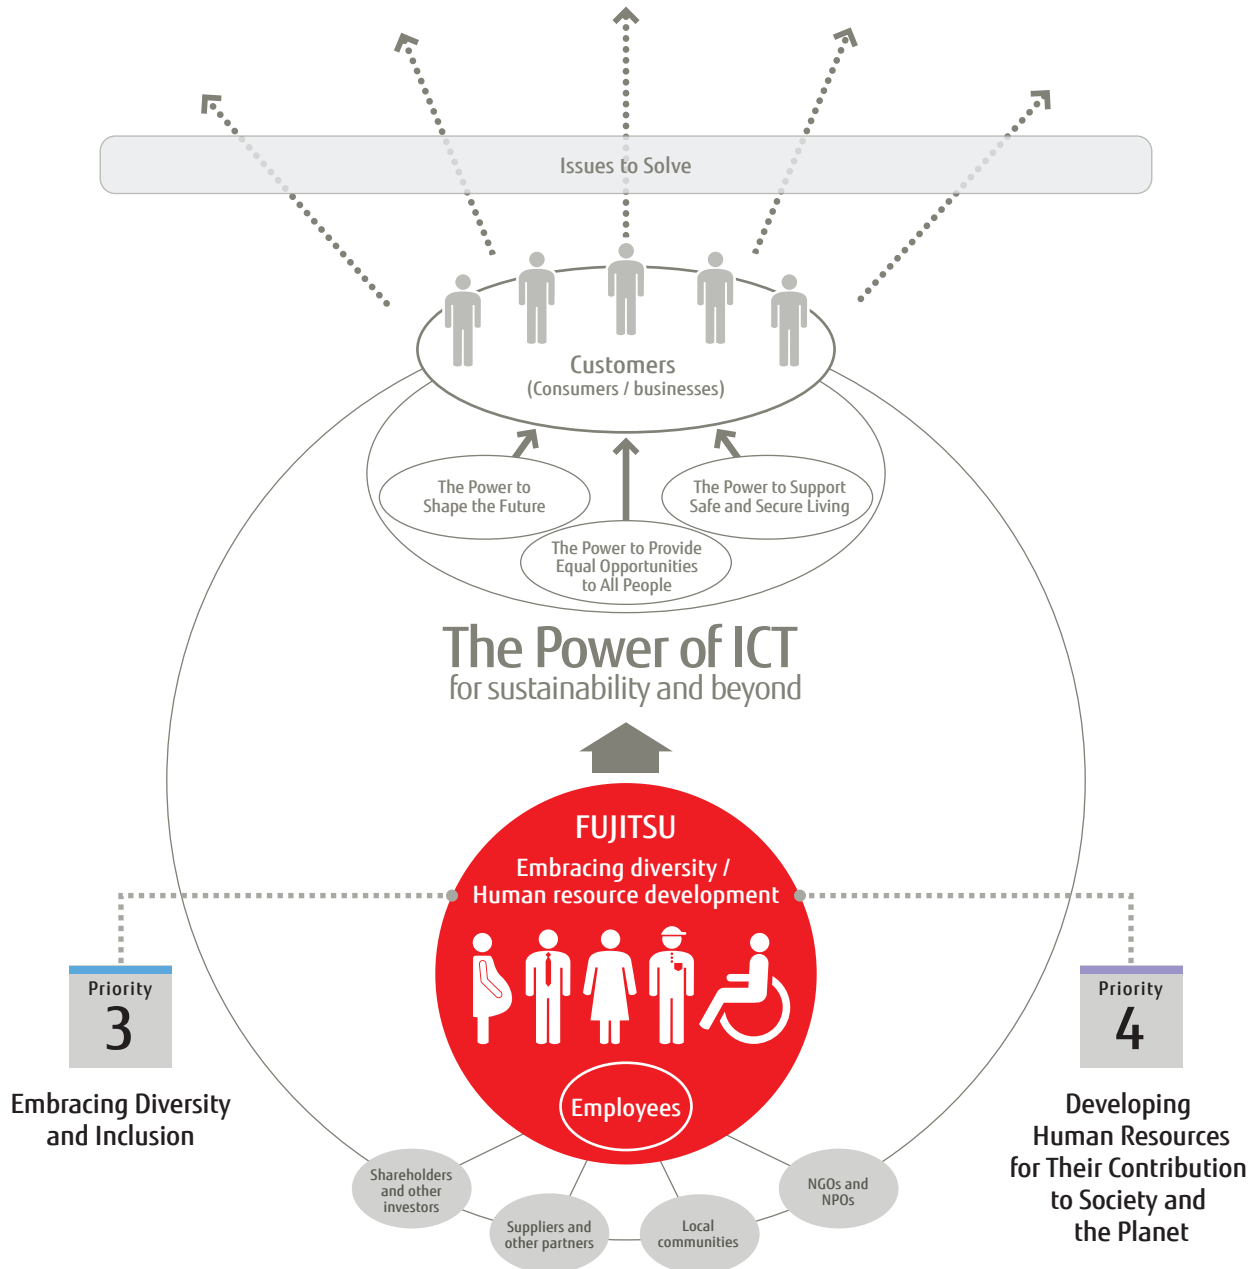 Issues to Solve
Customers
(Consumers / businesses)
The Power to
Shape the Future
The Power to Support
Safe and Secure Living
The Power to Provide
Equal Opportunities
to All People
The Power of ICT
for sustainability and beyond
FUJITSU
Embracing diversity /
Human resource development
Employees
Priority
3
Embracing Diversity
and Inclusion
Priority
4
Developing
Human Resources
for Their Contribution
to Society and
the Planet
Shareholders
and other
investors
Suppliers and
other partners
Local
communities
NGOs and
NPOs